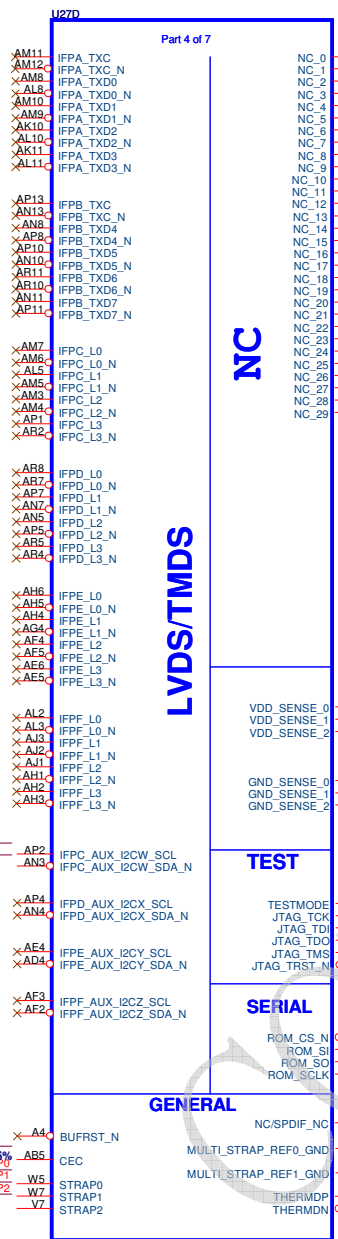 U27D
Part 4 of 7
AM11 IFPA_TXC
AM12 IFPA_TXC_N
AM8 IFPA_TXD0
AL8 IFPA_TXD0_N
AM10 IFPA_TXD1
AM9 IFPA_TXD1_N
AK10 IFPA_TXD2
AL10 IFPA_TXD2_N
AK11 IFPA_TXD3
AL11 IFPA_TXD3_N
AP13 IFPB_TXC
AN13 IFPB_TXC_N
AN8 IFPB_TXD4
AP8 IFPB_TXD4_N
AP10 IFPB_TXD5
AN10 IFPB_TXD5_N
AR11 IFPB_TXD6
AR10 IFPB_TXD6_N
AN11 IFPB_TXD7
AP11 IFPB_TXD7_N
AM7 IFPC_L0
AM6 IFPC_L0_N
AL5 IFPC_L1
AM5 IFPC_L1_N
AM3 IFPC_L2
AM4 IFPC_L2_N
AP1 IFPC_L3
AR2 IFPC_L3_N
AR8 IFPD_L0
AR7 IFPD_L0_N
AP7 IFPD_L1
AN7 IFPD_L1_N
AN5 IFPD_L2
AP5 IFPD_L2_N
AR5 IFPD_L3
AR4 IFPD_L3_N
AH6 IFPE_L0
AH5 IFPE_L0_N
AH4 IFPE_L1
AG4 IFPE_L1_N
AF4 IFPE_L2
AF5 IFPE_L2_N
AE6 IFPE_L3
AE5 IFPE_L3_N
AL2 IFPF_L0
AL3 IFPF_L0_N
AJ3 IFPF_L1
AJ2 IFPF_L1_N
AJ1 IFPF_L2
AH1 IFPF_L2_N
AH2 IFPF_L3
AH3 IFPF_L3_N
AP2 IFPC_AUX_I2CW_SCL
AN3 IFPC_AUX_I2CW_SDA_N
AP4 IFPD_AUX_I2CX_SCL
AN4 IFPD_AUX_I2CX_SDA_N
AE4 IFPE_AUX_I2CY_SCL
AD4 IFPE_AUX_I2CY_SDA_N
AF3 IFPF_AUX_I2CZ_SCL
AF2 IFPF_AUX_I2CZ_SDA_N
LVDS/TMDS
NC
NC_0
NC_1
NC_2
NC_3
NC_4
NC_5
NC_6
NC_7
NC_8
NC_9
NC_10
NC_11
NC_12
NC_13
NC_14
NC_15
NC_16
NC_17
NC_18
NC_19
NC_20
NC_21
NC_22
NC_23
NC_24
NC_25
NC_26
NC_27
NC_28
NC_29
VDD_SENSE_0
VDD_SENSE_1
VDD_SENSE_2
GND_SENSE_0
GND_SENSE_1
GND_SENSE_2
TEST
TESTMODE
JTAG_TCK
JTAG_TDI
JTAG_TDO
JTAG_TMS
JTAG_TRST_N
SERIAL
ROM_CS_N
ROM_SI
ROM_SO
ROM_SCLK
GENERAL
A4 BUFRST_N
AB5 CEC
W5 STRAP0
W7 STRAP1
V7 STRAP2
NC/SPDIF_NC
MULTI_STRAP_REF0_GND
MULTI_STRAP_REF1_GND
THERMDP
THERMDN